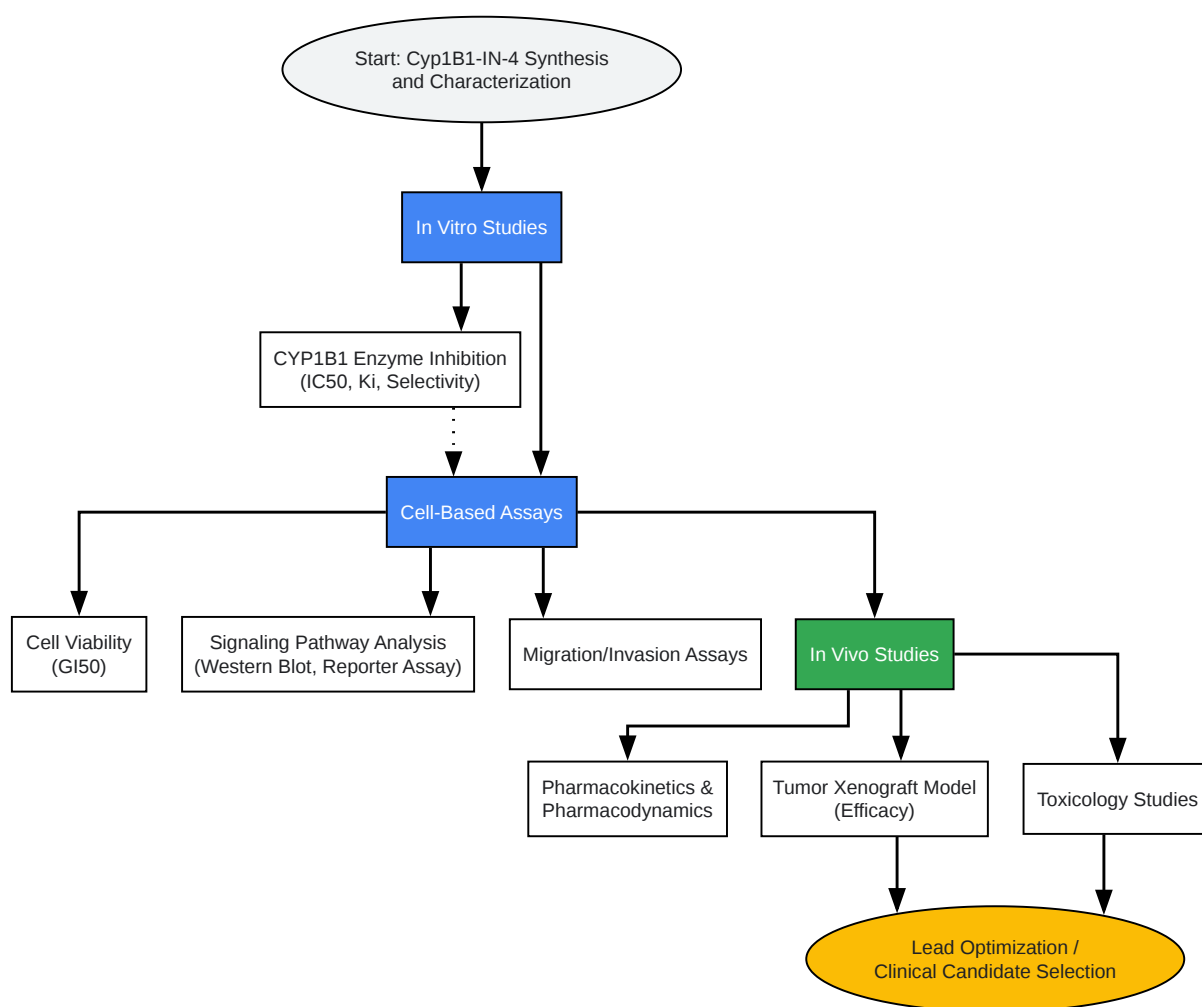 Start: Cyp1B1-IN-4 Synthesis
and Characterization
In Vitro Studies
CYP1B1 Enzyme Inhibition
(IC50, Ki, Selectivity)
Cell-Based Assays
Cell Viability
(GI50)
Signaling Pathway Analysis
(Western Blot, Reporter Assay)
Migration/Invasion Assays
In Vivo Studies
Pharmacokinetics &
Pharmacodynamics
Tumor Xenograft Model
(Efficacy)
Toxicology Studies
Lead Optimization /
Clinical Candidate Selection